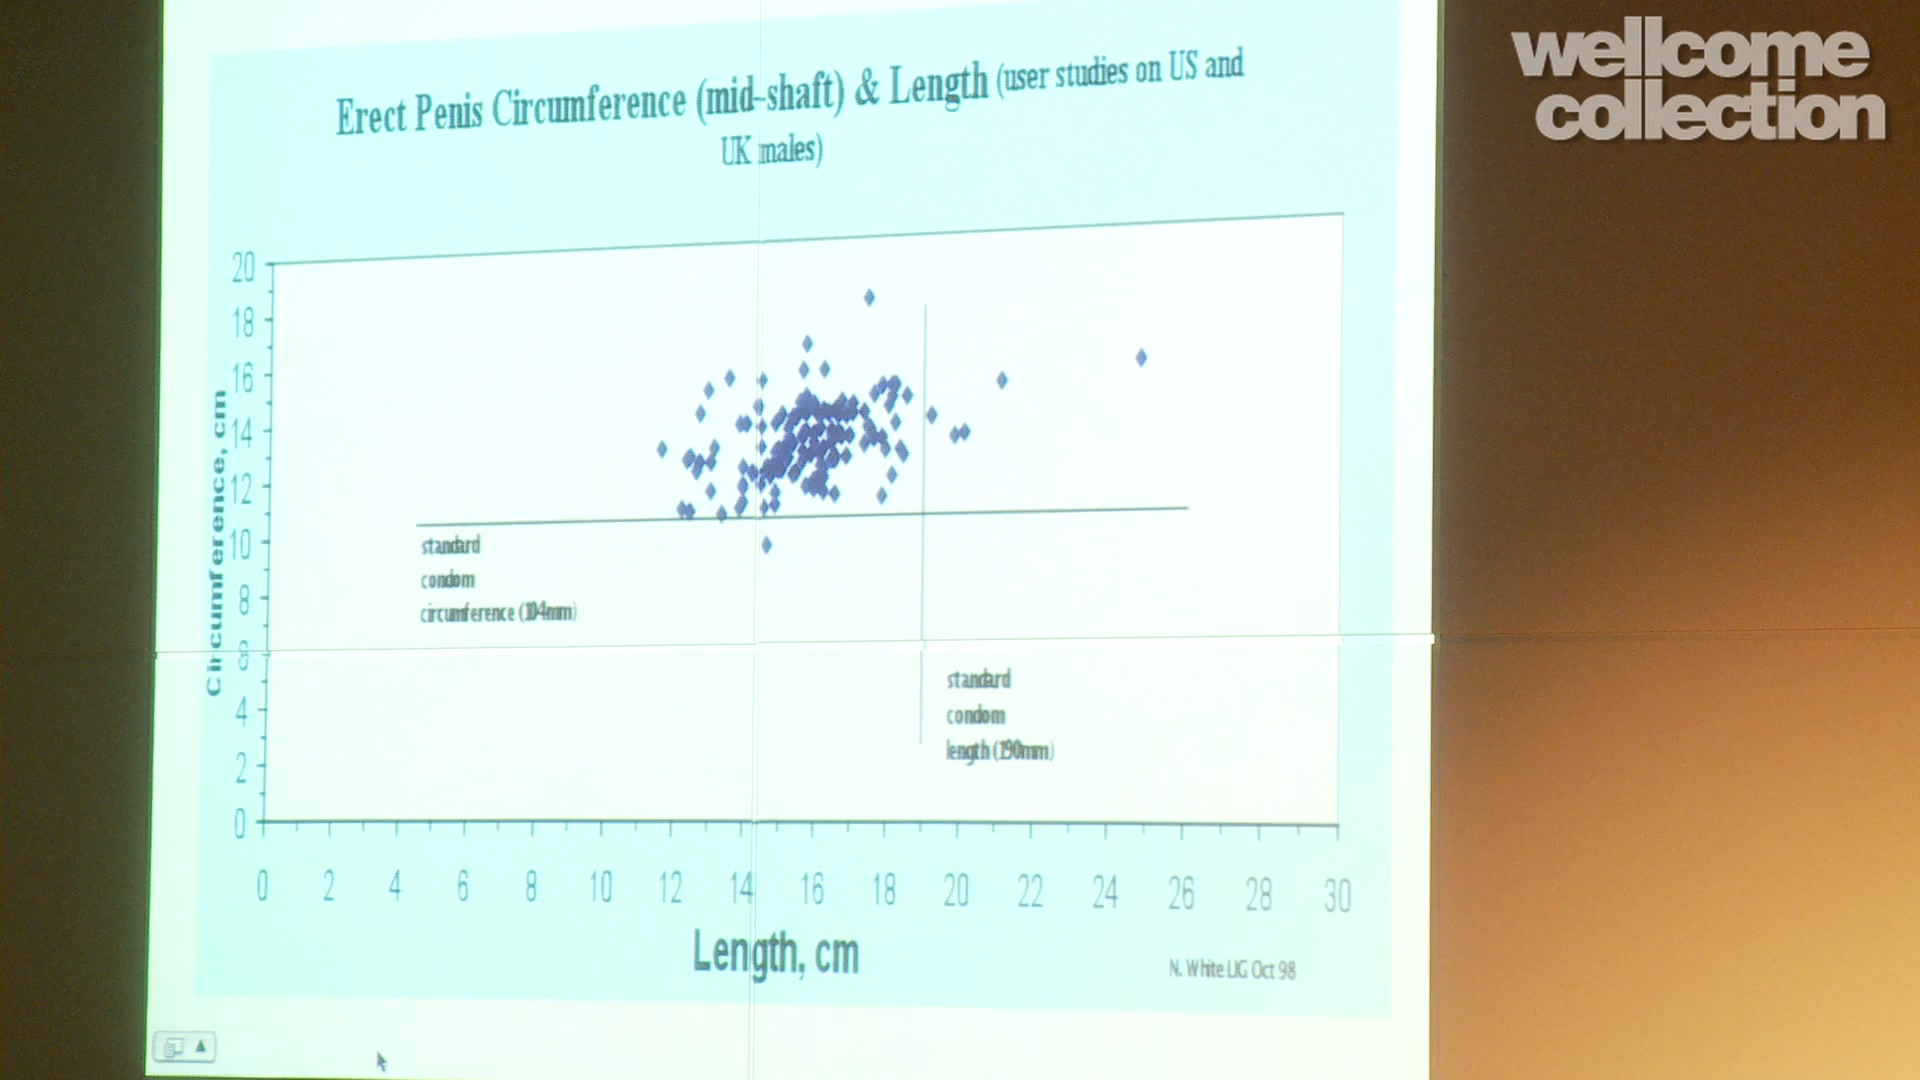 wellcome
collection
Erect Penis Circumference (mid-shaft) & Length (user studies on US and
UK males)
20
18
16
14
12
10
8
6
4
2
0
Circumference, cm
standard
condom
circumference (104mm)
standard
condom
length (190mm)
0 2 4 6 8 10 12 14 16 18 20 22 24 26 28 30
Length, cm
N. White LIG Oct 98